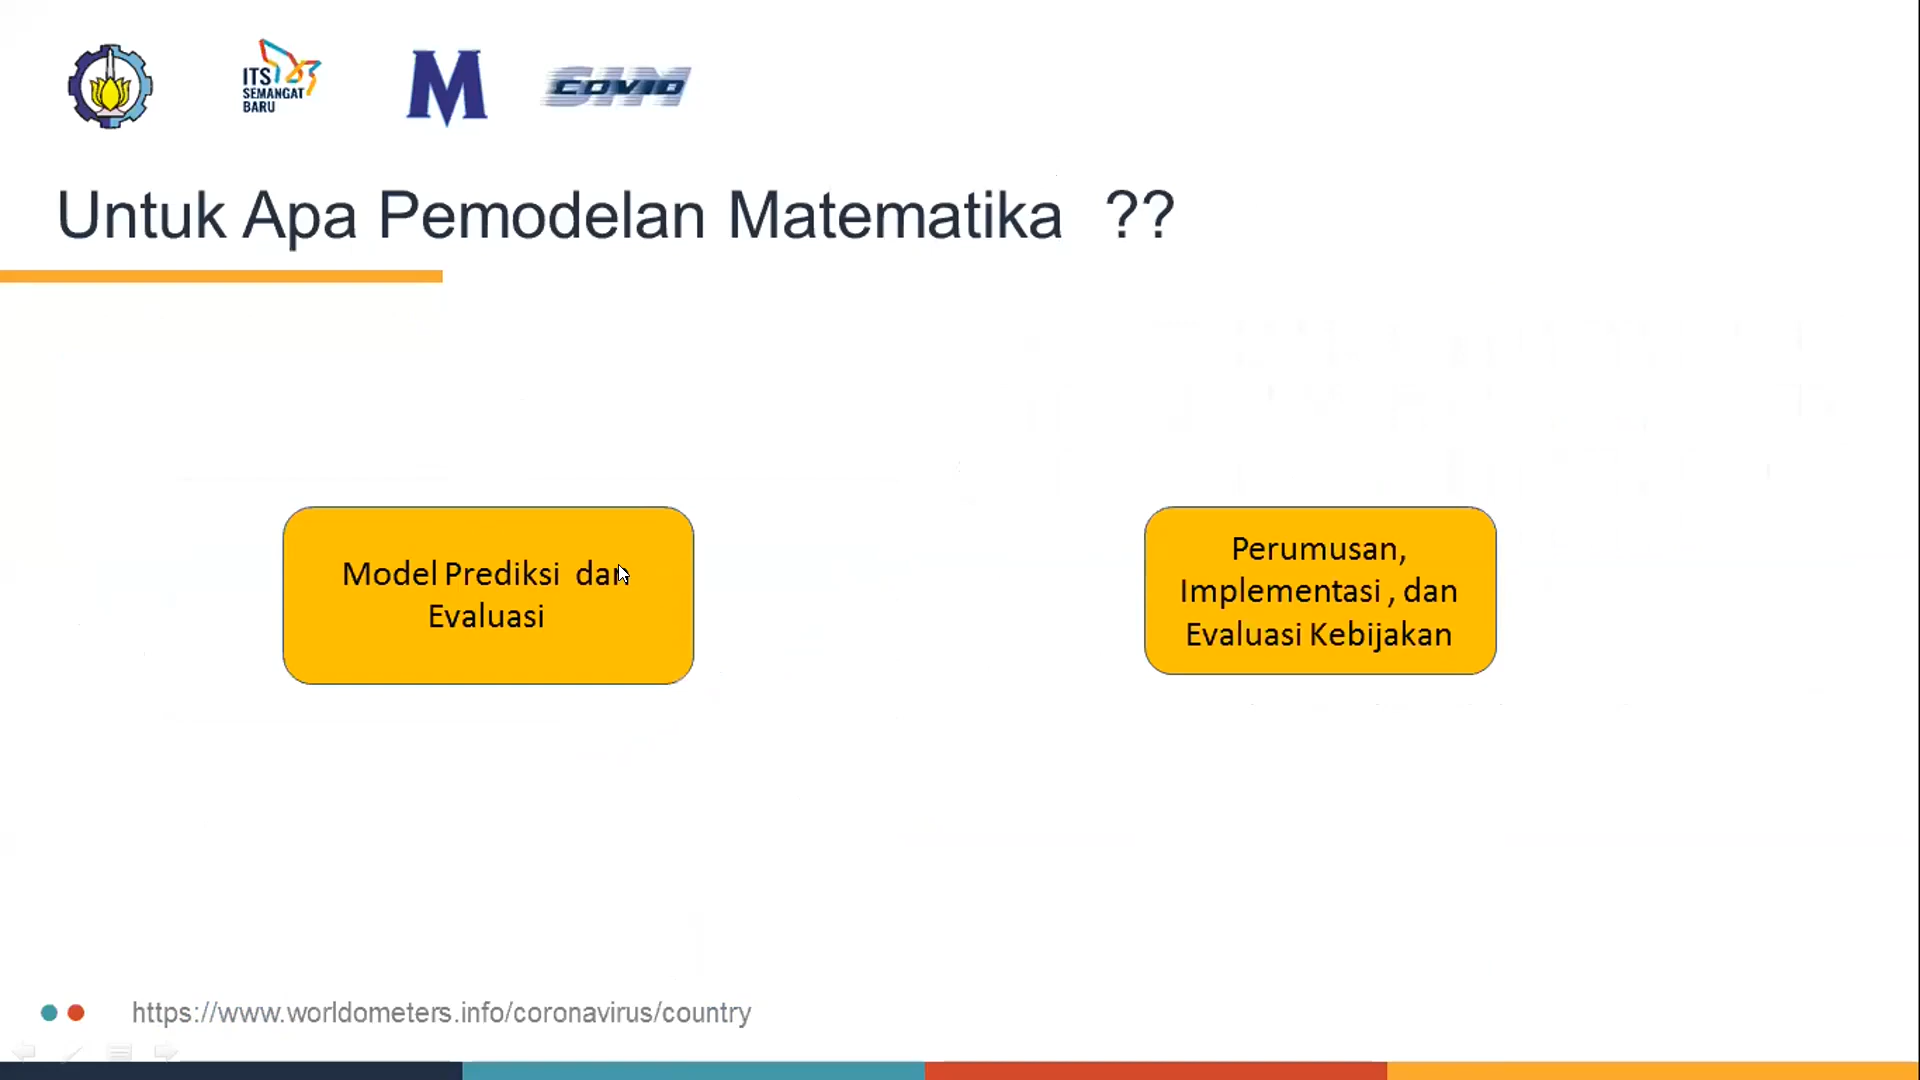 ITS
SEMANGAT
BARU
M
SIM
COVID
Untuk Apa Pemodelan Matematika ??
Model Prediksi dan
Evaluasi
Perumusan,
Implementasi , dan
Evaluasi Kebijakan
https://www.worldometers.info/coronavirus/country